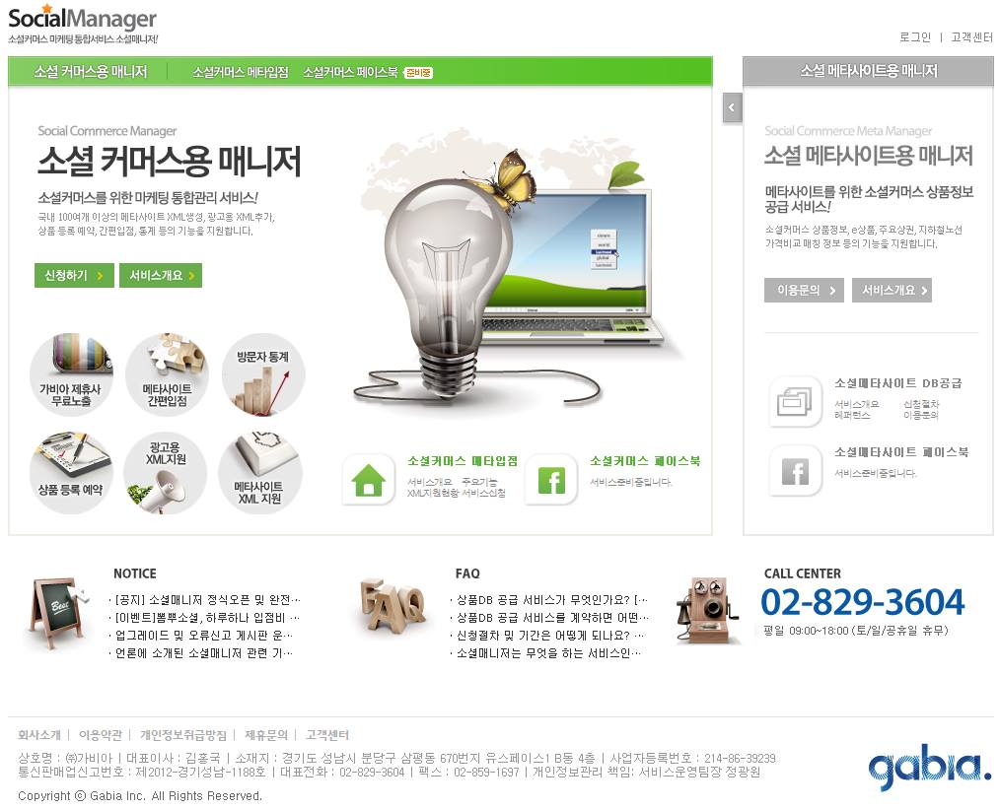 SocialManager
소셜커머스 마케팅 통합서비스 소셜매니저!
로그인 | 고객센터
소셜 커머스용 매니저 | 소셜커머스 메타입점 소셜커머스 페이스북 준비중
소셜 메타사이트용 매니저
Social Commerce Manager
소셜 커머스용 매니저
소셜커머스를 위한 마케팅 통합관리 서비스!
국내 100여개 이상의 메타사이트 XML생성, 광고용 XML추가,
상품 등록 예약, 간편입점, 통계 등의 기능을 지원합니다.
신청하기 >
서비스개요 >
Social Commerce Meta Manager
소셜 메타사이트용 매니저
메타사이트를 위한 소셜커머스 상품정보
공급 서비스!
소셜커머스 상품정보, e상품, 주요상권, 지하철노선
가격비교 매칭 정보 등의 기능을 지원합니다.
이용문의 >
서비스개요 >
가비아 제휴사
무료노출
메타사이트
간편입점
방문자 통계
상품 등록 예약
광고용
XML지원
메타사이트
XML 지원
소셜커머스 메타입점
서비스개요 주요기능
XML지원현황 서비스신청
소셜커머스 페이스북
서비스준비중입니다.
소셜메타사이트 DB공급
서비스개요 신청절차
레퍼런스 이용문의
소셜메타사이트 페이스북
서비스준비중입니다.
Best
NOTICE
· [공지] 소셜매니저 정식오픈 및 완전…
· [이벤트]뽐뿌소셜, 하루하나 입점비 …
· 업그레이드 및 오류신고 게시판 운…
· 언론에 소개된 소셜매니저 관련 기…
FAQ
FAQ
· 상품DB 공급 서비스가 무엇인가요? […
· 상품DB 공급 서비스를 계약하면 어떤…
· 신청절차 및 기간은 어떻게 되나요? …
· 소셜매니저는 무엇을 하는 서비스인…
CALL CENTER
02-829-3604
평일 09:00~18:00 (토/일/공휴일 휴무)
회사소개 | 이용약관 | 개인정보취급방침 | 제휴문의 | 고객센터
상호명 : ㈜가비아 | 대표이사 : 김홍국 | 소재지 : 경기도 성남시 분당구 삼평동 670번지 유스페이스1 B동 4층 | 사업자등록번호 : 214-86-39239
통신판매업신고번호 : 제2012-경기성남-1188호 | 대표전화 : 02-829-3604 | 팩스 : 02-859-1697 | 개인정보관리 책임: 서비스운영팀장 정광원
Copyright ⓒ Gabia Inc. All Rights Reserved.
gabia.